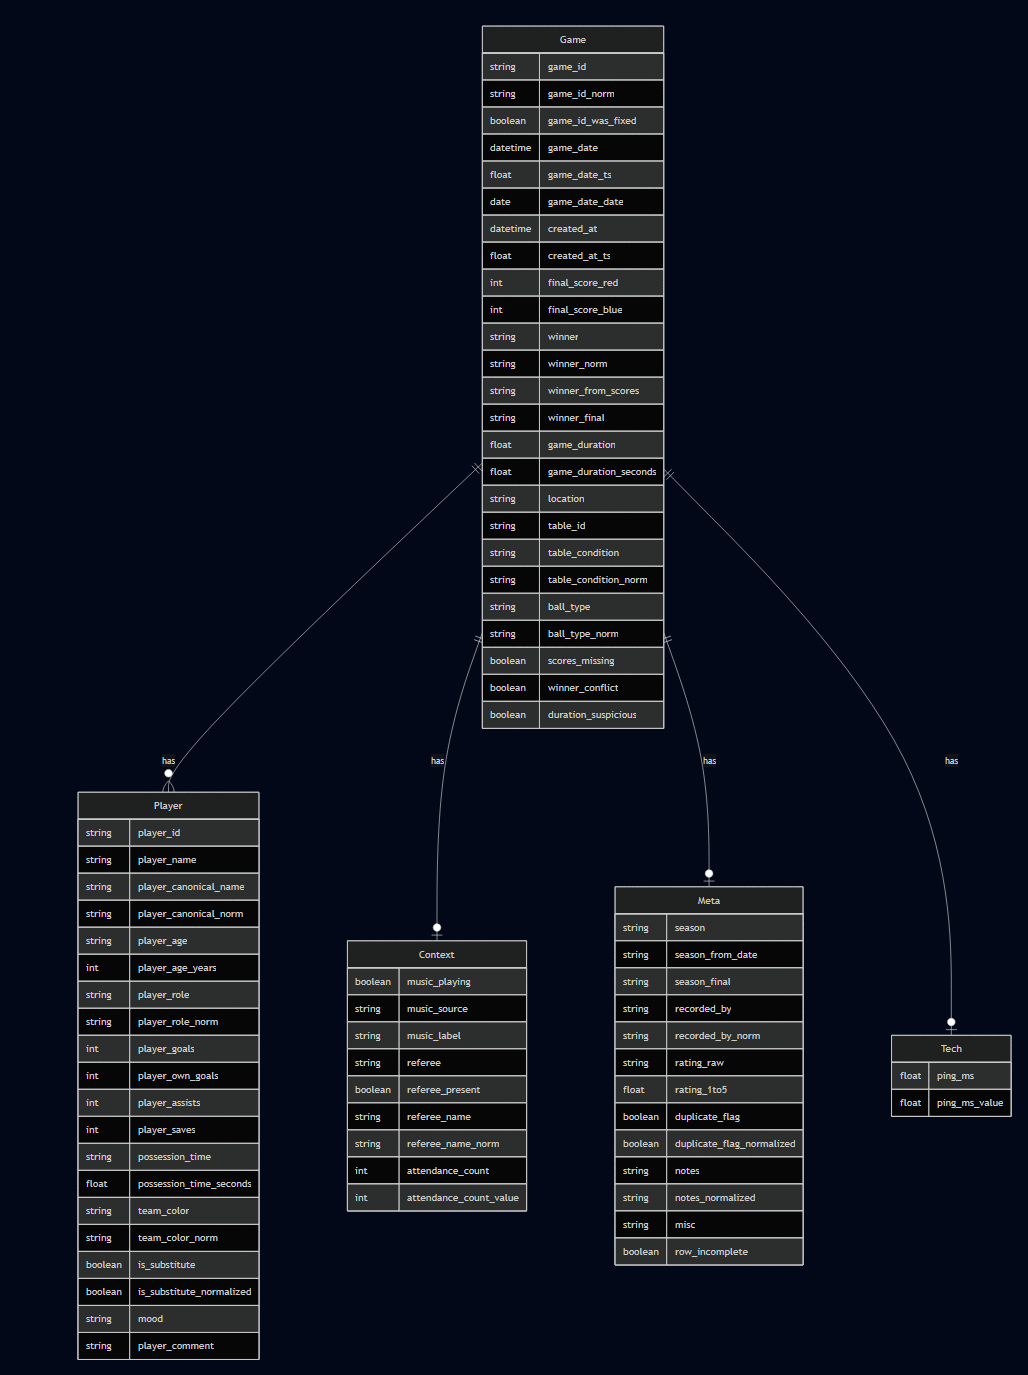 Game
string game_id
string game_id_norm
boolean game_id_was_fixed
datetime game_date
float game_date_ts
date game_date_date
datetime created_at
float created_at_ts
int final_score_red
int final_score_blue
string winner
string winner_norm
string winner_from_scores
string winner_final
float game_duration
float game_duration_seconds
string location
string table_id
string table_condition
string table_condition_norm
string ball_type
string ball_type_norm
boolean scores_missing
boolean winner_conflict
boolean duration_suspicious
has
has
has
has
Player
string player_id
string player_name
string player_canonical_name
string player_canonical_norm
string player_age
int player_age_years
string player_role
string player_role_norm
int player_goals
int player_own_goals
int player_assists
int player_saves
string possession_time
float possession_time_seconds
string team_color
string team_color_norm
boolean is_substitute
boolean is_substitute_normalized
string mood
string player_comment
Context
boolean music_playing
string music_source
string music_label
string referee
boolean referee_present
string referee_name
string referee_name_norm
int attendance_count
int attendance_count_value
Meta
string season
string season_from_date
string season_final
string recorded_by
string recorded_by_norm
string rating_raw
float rating_1to5
boolean duplicate_flag
boolean duplicate_flag_normalized
string notes
string notes_normalized
string misc
boolean row_incomplete
Tech
float ping_ms
float ping_ms_value